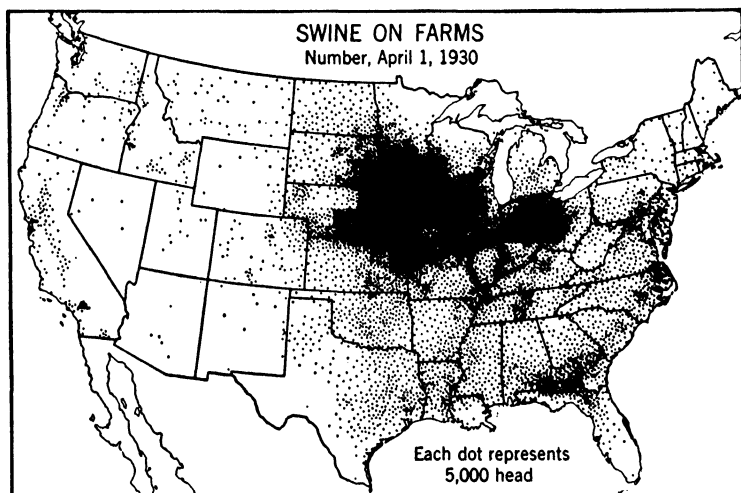 SWINE ON FARMS
Number, April 1, 1930
Each dot represents
5,000 head